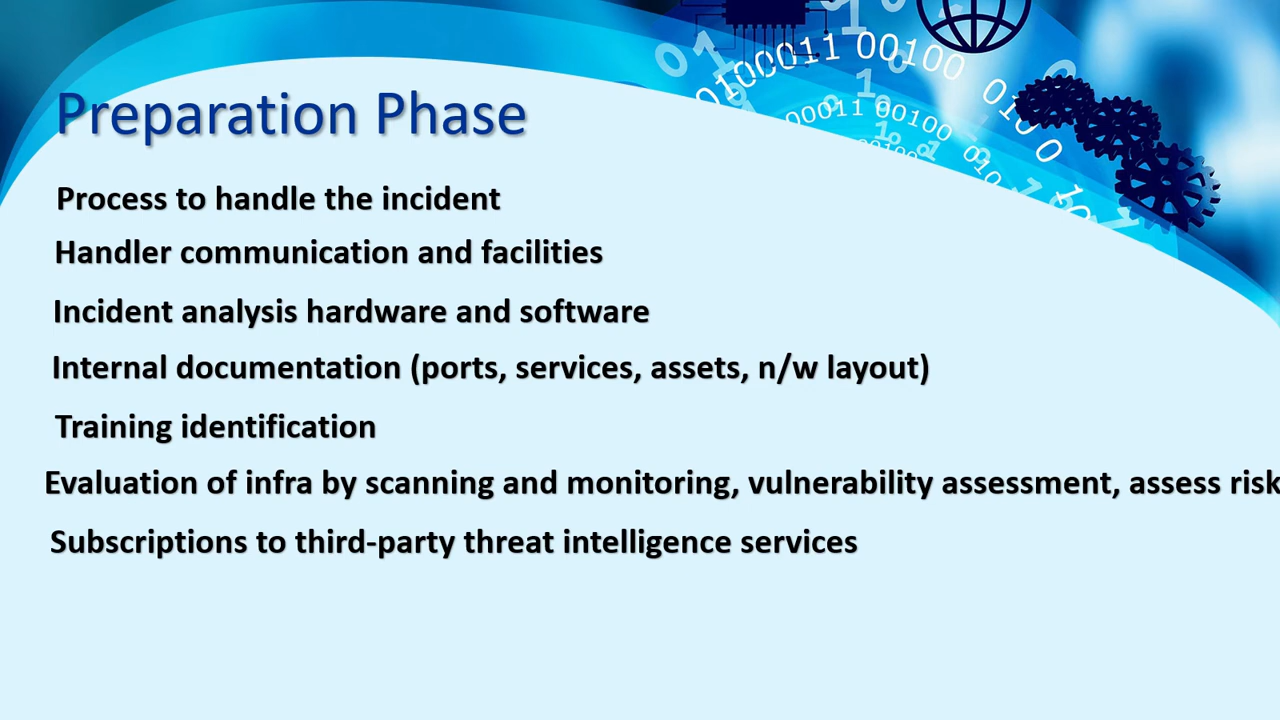 Preparation Phase
Process to handle the incident
Handler communication and facilities
Incident analysis hardware and software
Internal documentation (ports, services, assets, n/w layout)
Training identification
Evaluation of infra by scanning and monitoring, vulnerability assessment, assess risk
Subscriptions to third-party threat intelligence services